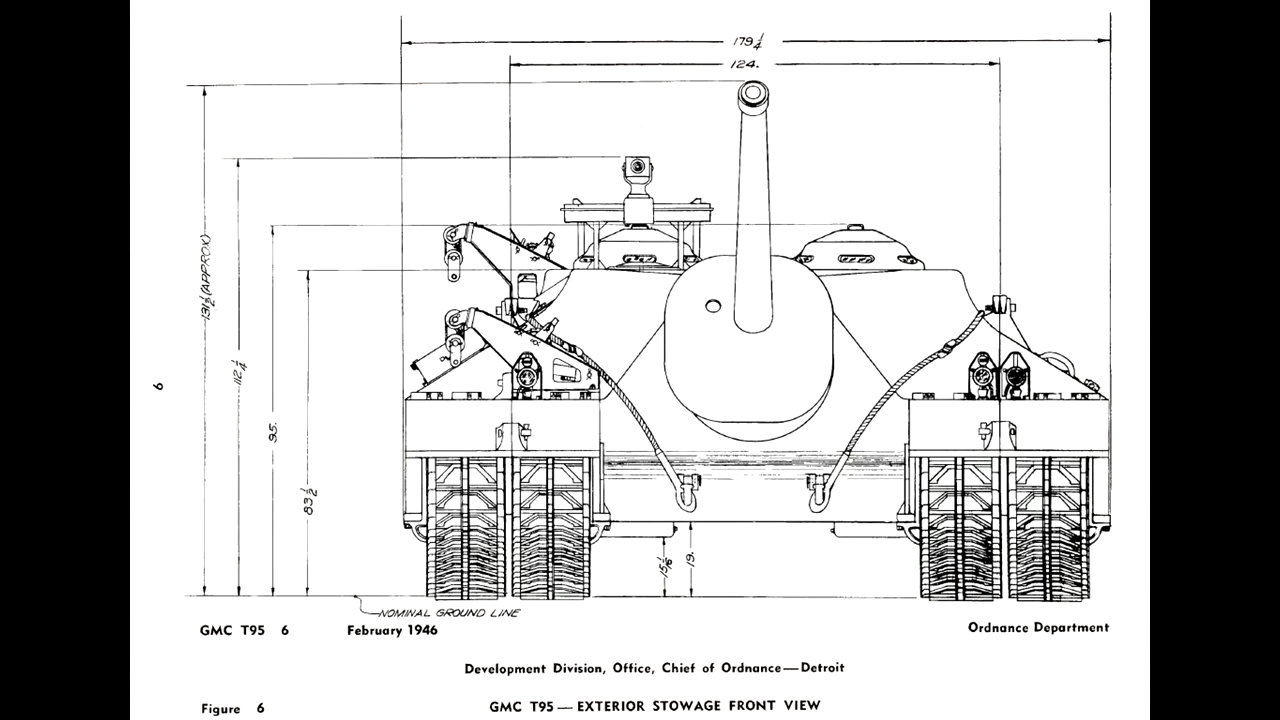 179 1/4
124.
131 1/2 (APPROX)
112 1/4
95.
83 1/2
15 1/6
19.
6
NOMINAL GROUND LINE
GMC T95 6 February 1946 Ordnance Department
Development Division, Office, Chief of Ordnance—Detroit
Figure 6 GMC T95—EXTERIOR STOWAGE FRONT VIEW